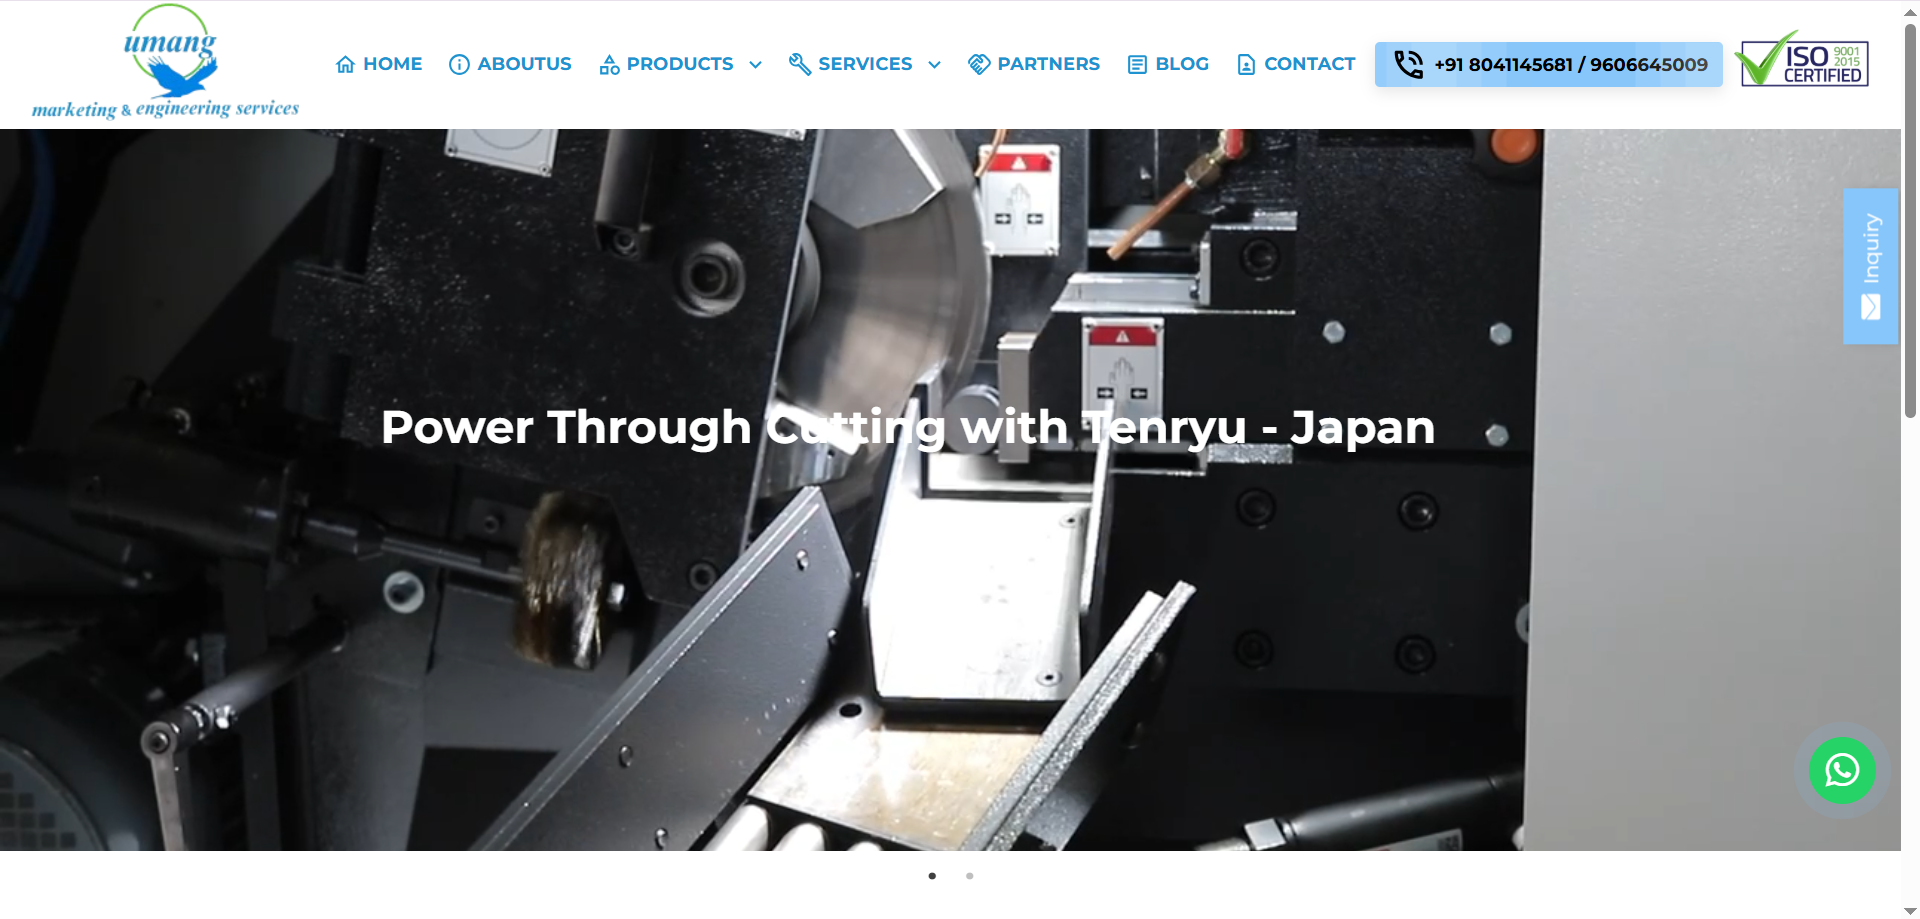 umang
marketing & engineering services
HOME
ABOUTUS
PRODUCTS
SERVICES
PARTNERS
BLOG
CONTACT
+91 8041145681 / 9606645009
ISO 9001
2015
CERTIFIED
Inquiry
Power Through Cutting with Tenryu - Japan